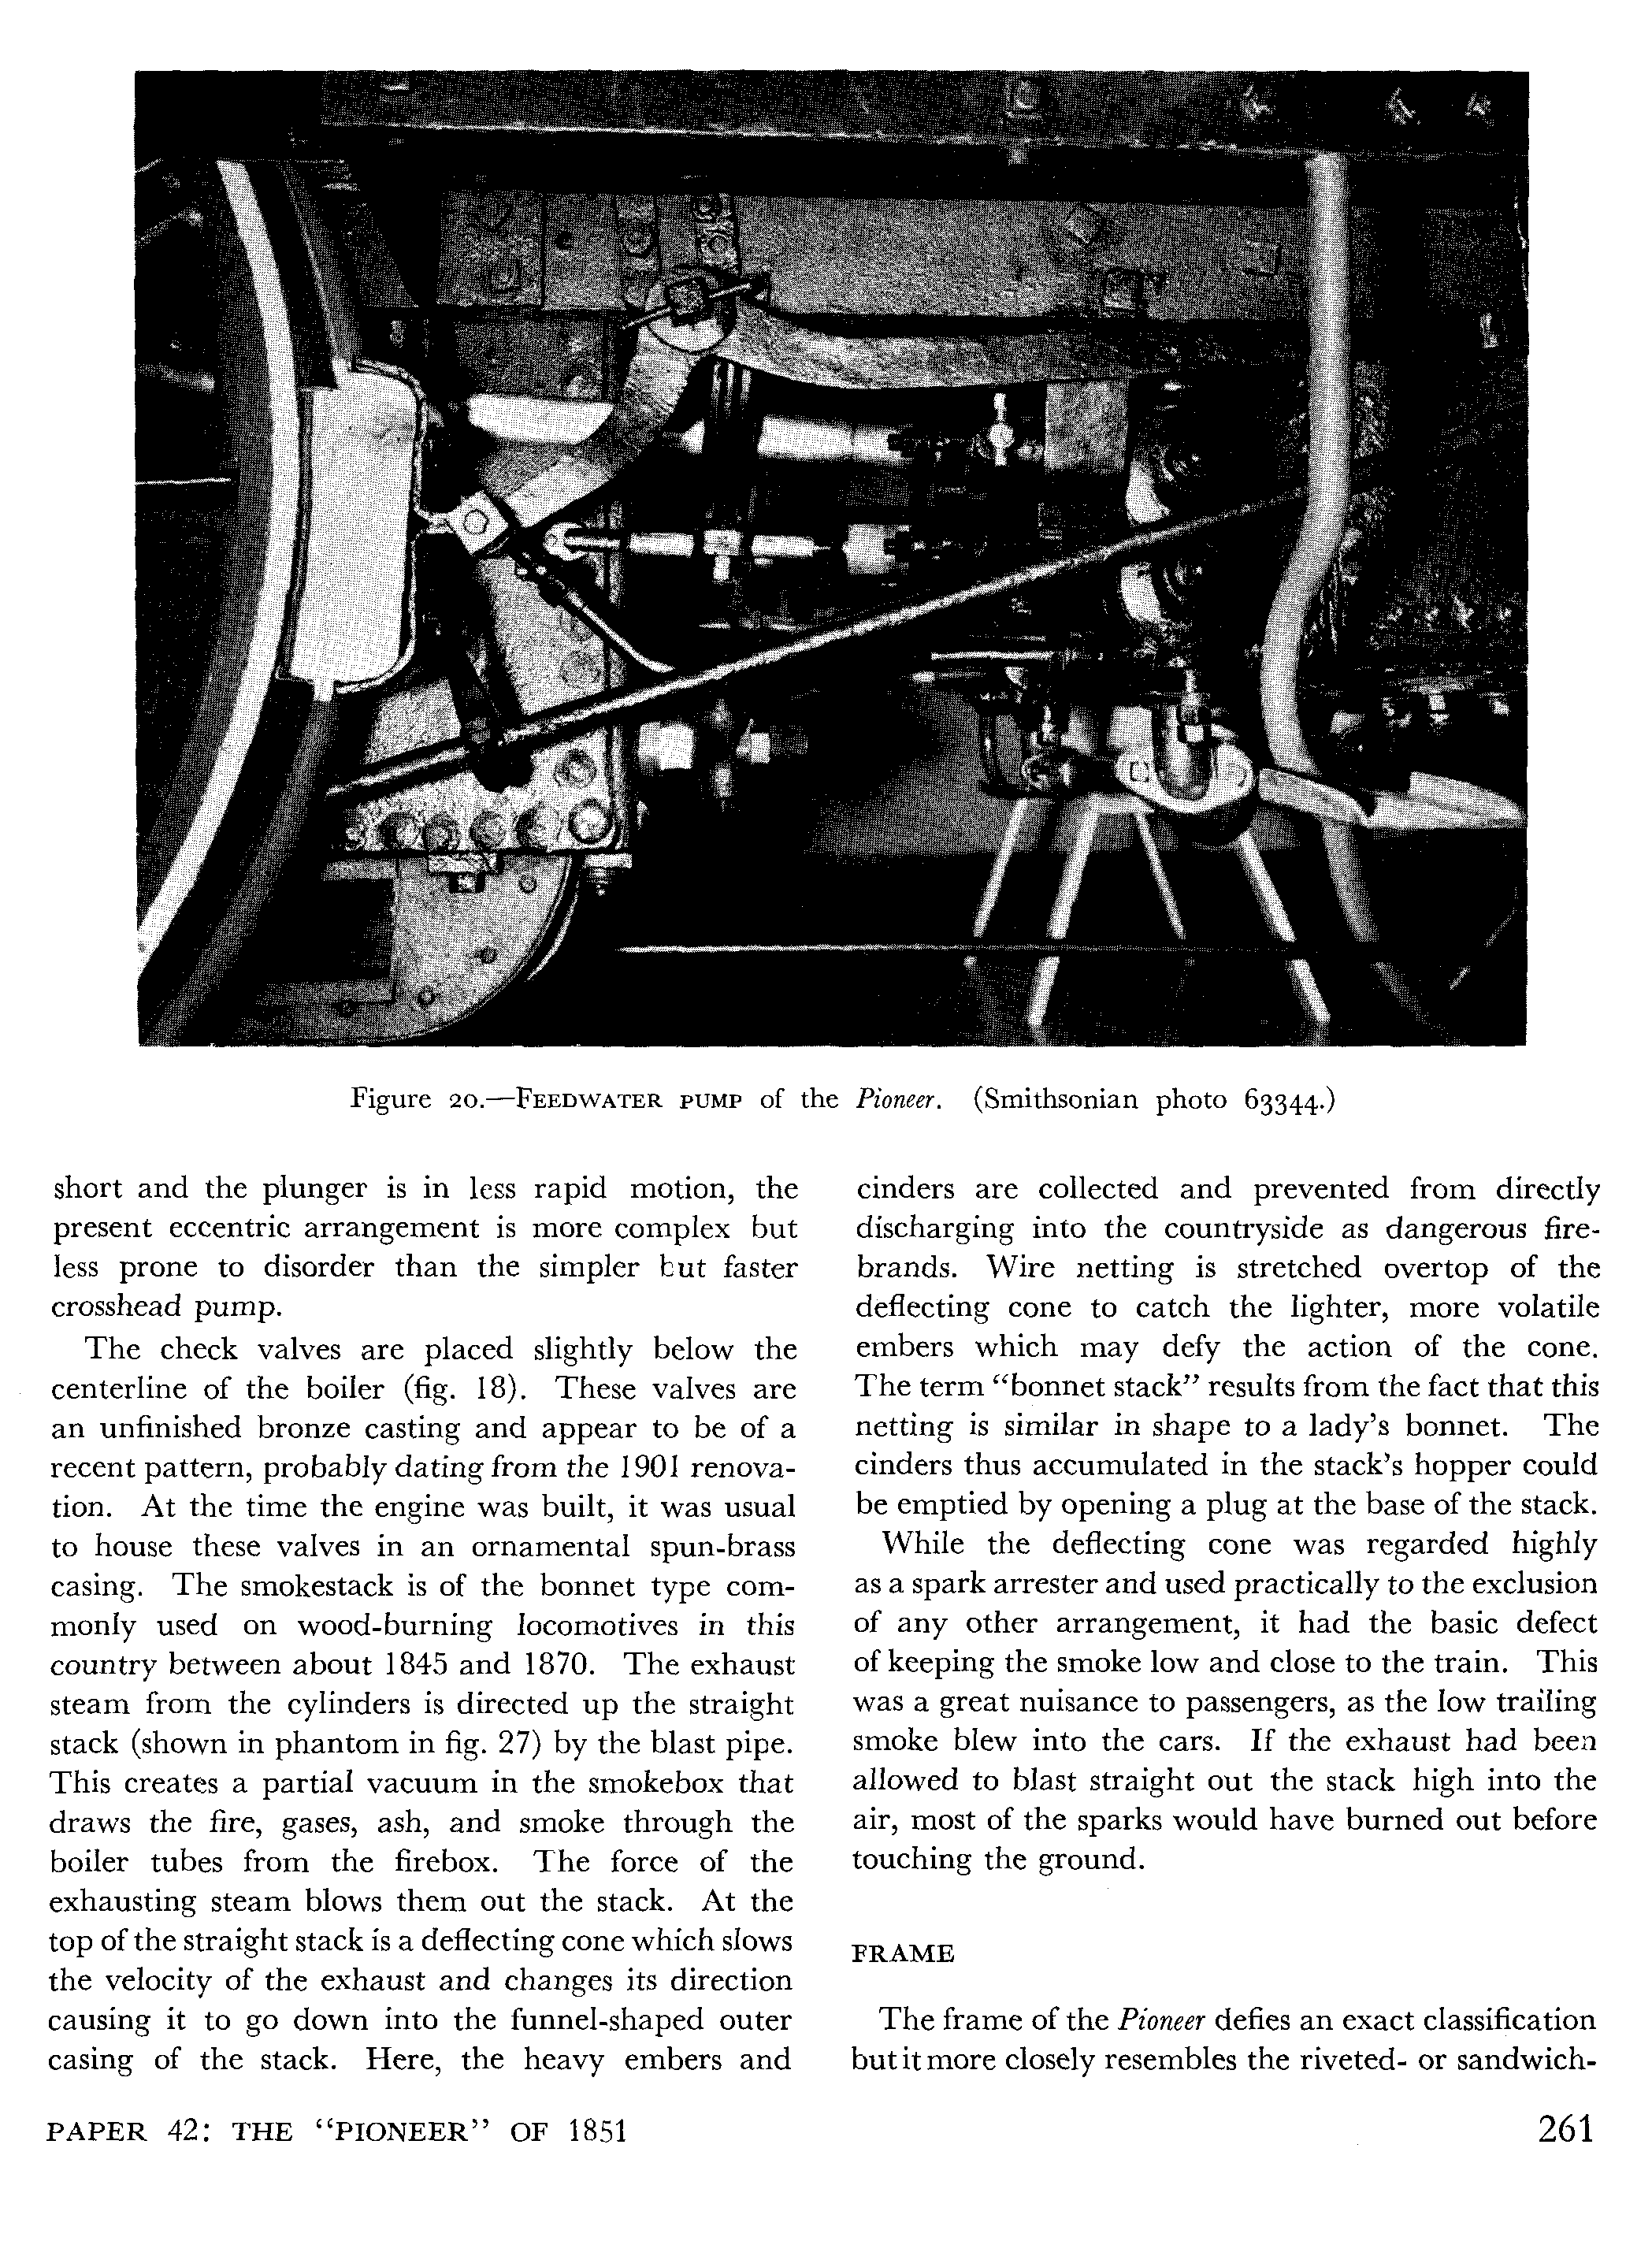 Figure 20.—FEEDWATER PUMP of the Pioneer. (Smithsonian photo 63344.)
short and the plunger is in less rapid motion, the
present eccentric arrangement is more complex but
less prone to disorder than the simpler but faster
crosshead pump.
The check valves are placed slightly below the
centerline of the boiler (fig. 18). These valves are
an unfinished bronze casting and appear to be of a
recent pattern, probably dating from the 1901 renova-
tion. At the time the engine was built, it was usual
to house these valves in an ornamental spun-brass
casing. The smokestack is of the bonnet type com-
monly used on wood-burning locomotives in this
country between about 1845 and 1870. The exhaust
steam from the cylinders is directed up the straight
stack (shown in phantom in fig. 27) by the blast pipe.
This creates a partial vacuum in the smokebox that
draws the fire, gases, ash, and smoke through the
boiler tubes from the firebox. The force of the
exhausting steam blows them out the stack. At the
top of the straight stack is a deflecting cone which slows
the velocity of the exhaust and changes its direction
causing it to go down into the funnel-shaped outer
casing of the stack. Here, the heavy embers and
cinders are collected and prevented from directly
discharging into the countryside as dangerous fire-
brands. Wire netting is stretched overtop of the
deflecting cone to catch the lighter, more volatile
embers which may defy the action of the cone.
The term “bonnet stack” results from the fact that this
netting is similar in shape to a lady's bonnet. The
cinders thus accumulated in the stack's hopper could
be emptied by opening a plug at the base of the stack.
While the deflecting cone was regarded highly
as a spark arrester and used practically to the exclusion
of any other arrangement, it had the basic defect
of keeping the smoke low and close to the train. This
was a great nuisance to passengers, as the low trailing
smoke blew into the cars. If the exhaust had been
allowed to blast straight out the stack high into the
air, most of the sparks would have burned out before
touching the ground.
FRAME
The frame of the Pioneer defies an exact classification
but it more closely resembles the riveted- or sandwich-
PAPER 42: THE “PIONEER” OF 1851
261